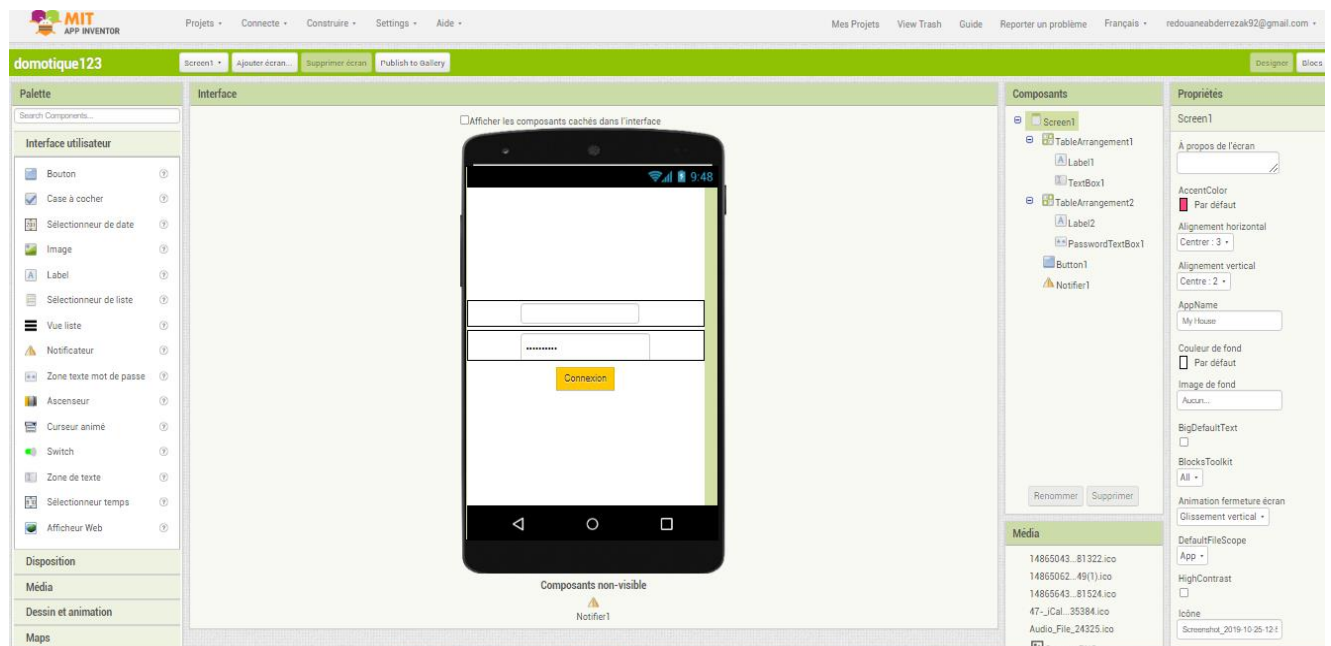 MIT
APP INVENTOR
Projets
Connecte
Construire
Settings
Aide
Mes Projets
View Trash
Guide
Reporter un problème
Français
redouaneabderrezak92@gmail.com
domotique123
Screen1
Ajouter écran...
Supprimer écran
Publish to Gallery
Designer
Blocs
Palette
Search Components...
Interface utilisateur
Bouton
Case à cocher
Sélectionneur de date
Image
Label
Sélectionneur de liste
Vue liste
Notificateur
Zone texte mot de passe
Ascenseur
Curseur animé
Switch
Zone de texte
Sélectionneur temps
Afficheur Web
Disposition
Média
Dessin et animation
Maps
Interface
Afficher les composants cachés dans l'interface
9:48
••••••••••
Connexion
Composants non-visible
Notifier1
Composants
Screen1
TableArrangement1
Label1
TextBox1
TableArrangement2
Label2
PasswordTextBox1
Button1
Notifier1
Renommer
Supprimer
Média
14865043...81322.ico
14865062...49(1).ico
14865643...81524.ico
47-_iCal...35384.ico
Audio_File_24325.ico
Propriétés
Screen1
À propos de l'écran
AccentColor
Par défaut
Alignement horizontal
Centrer : 3
Alignement vertical
Centre : 2
AppName
My House
Couleur de fond
Par défaut
Image de fond
Aucun...
BigDefaultText
BlocksToolkit
All
Animation fermeture écran
Glissement vertical
DefaultFileScope
App
HighContrast
Icône
Screenshot_2019-10-25-12-5